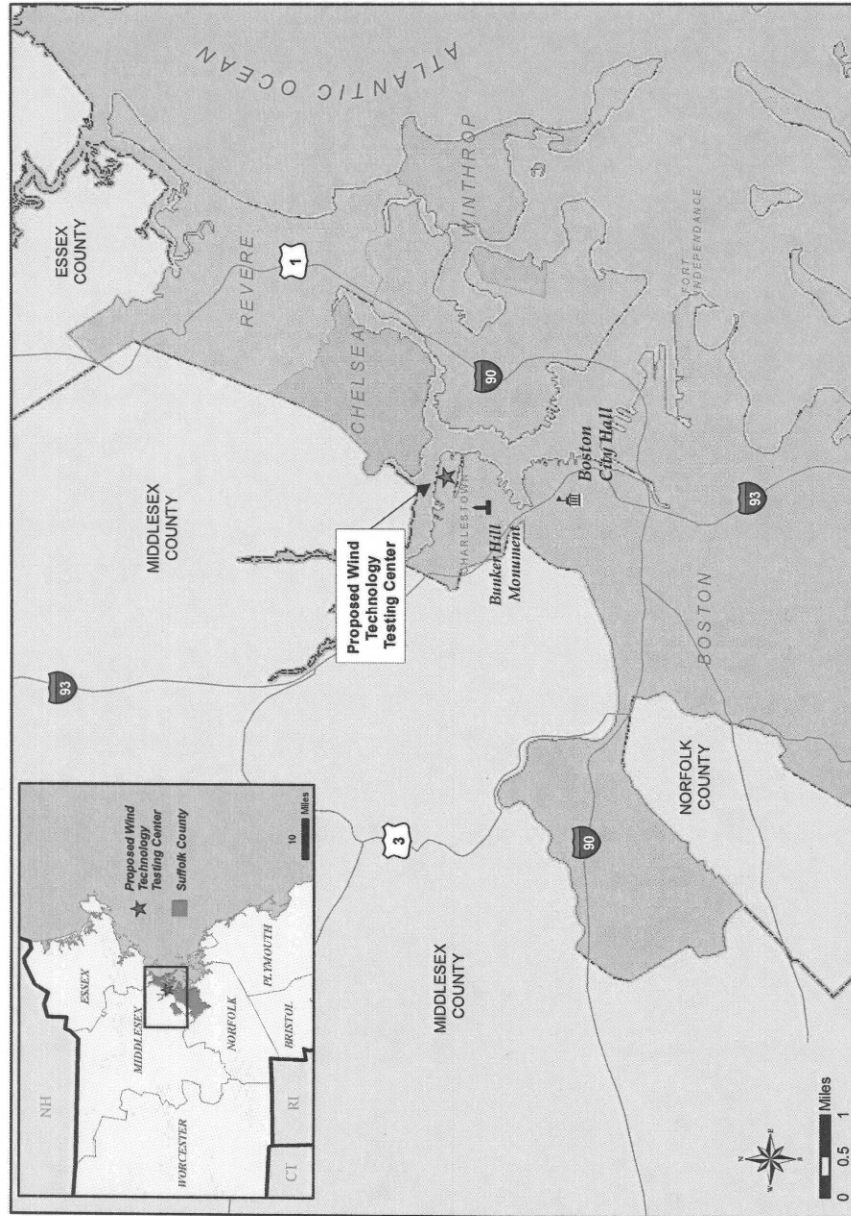 NH
ESSEX
MIDDLESEX
WORCESTER
NORFOLK
PLYMOUTH
BRISTOL
CT
RI
Proposed Wind
Technology
Testing Center
Suffolk County
10
Miles
93
MIDDLESEX
COUNTY
ESSEX
COUNTY
ATLANTIC OCEAN
REVERE
1
CHELSEA
WINTHROP
Proposed Wind
Technology
Testing Center
CHARLESTOWN
Bunker Hill
Monument
90
3
Boston
City Hall
FORT
INDEPENDANCE
MIDDLESEX
COUNTY
90
93
BOSTON
NORFOLK
COUNTY
N
W
E
S
0 0.5 1
Miles